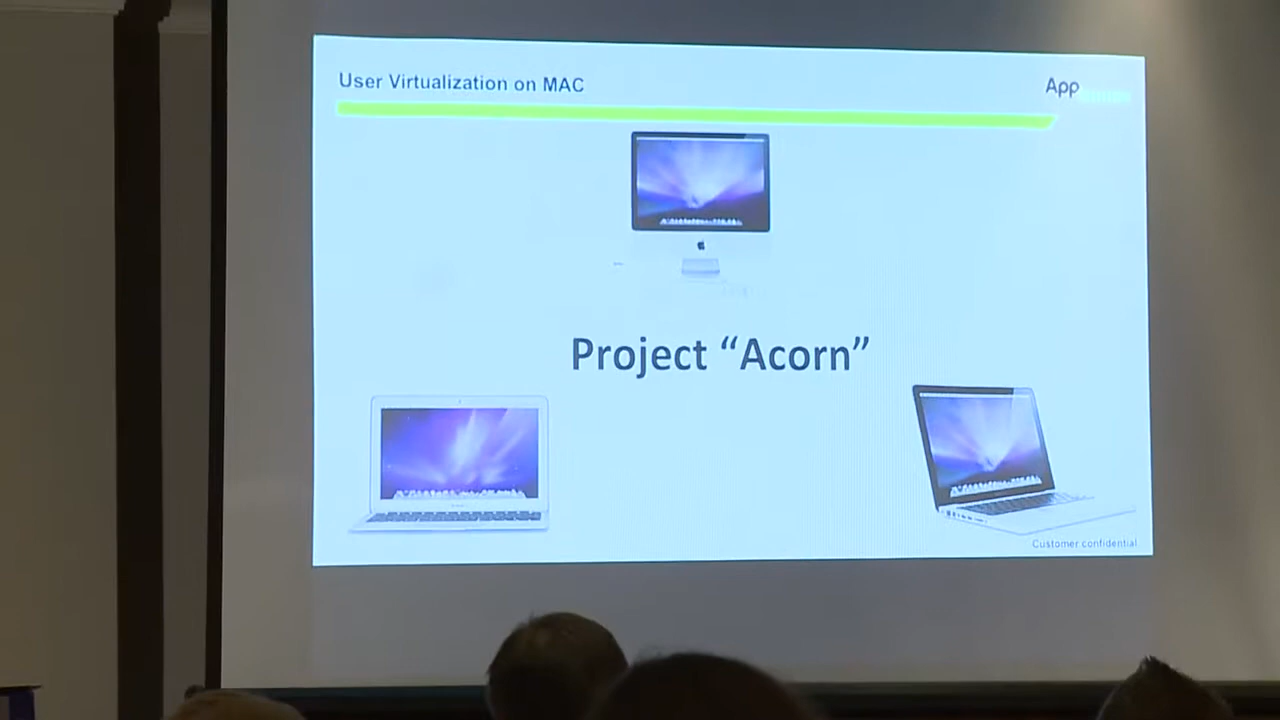 User Virtualization on MAC
App
Project “Acorn”
Customer confidential